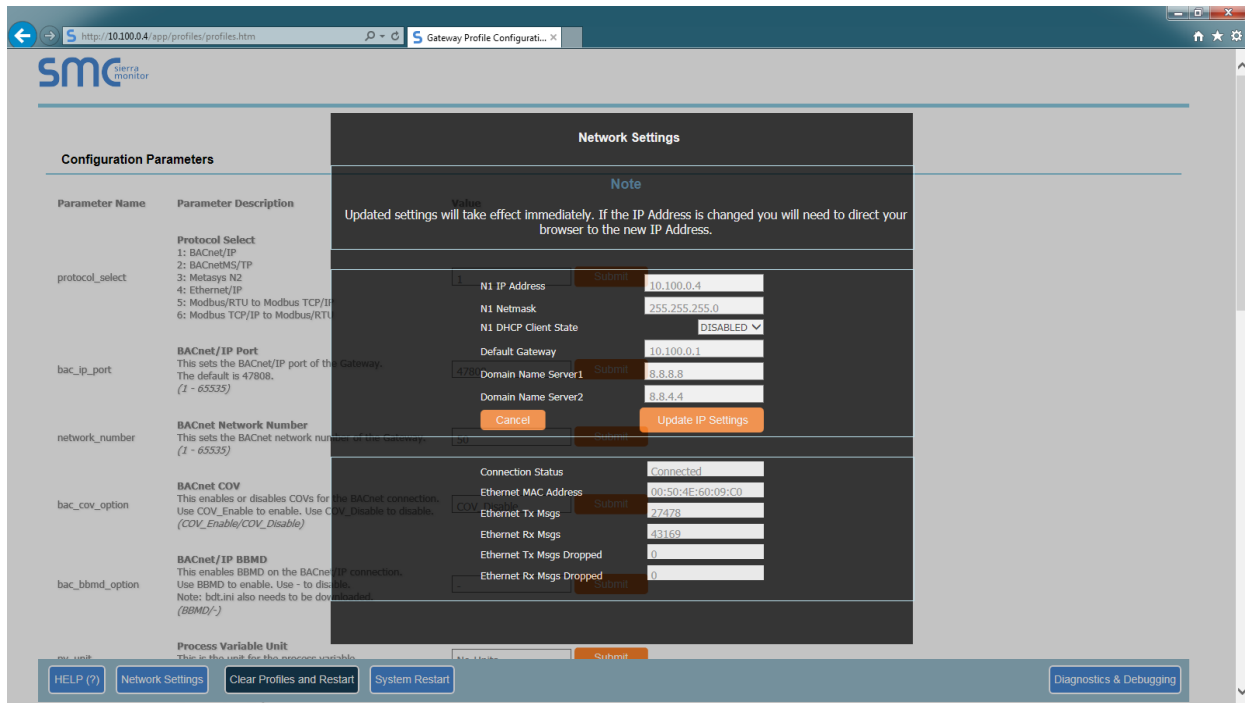 http://10.100.0.4/app/profiles/profiles.htm
Gateway Profile Configurati...
SMC sierra monitor
Configuration Parameters
Parameter Name
Parameter Description
Value
protocol_select
Protocol Select
1: BACnet/IP
2: BACnetMS/TP
3: Metasys N2
4: Ethernet/IP
5: Modbus/RTU to Modbus TCP/IP
6: Modbus TCP/IP to Modbus/RTU
1
Submit
bac_ip_port
BACnet/IP Port
This sets the BACnet/IP port of the Gateway.
The default is 47808.
(1 - 65535)
Submit
network_number
BACnet Network Number
This sets the BACnet network number of the Gateway.
(1 - 65535)
50
Submit
bac_cov_option
BACnet COV
This enables or disables COVs for the BACnet connection.
Use COV_Enable to enable. Use COV_Disable to disable.
(COV_Enable/COV_Disable)
COV_Disable
Submit
bac_bbmd_option
BACnet/IP BBMD
This enables BBMD on the BACnet/IP connection.
Use BBMD to enable. Use - to disable.
Note: bdt.ini also needs to be downloaded.
(BBMD/-)
-
Submit
pv_unit
Process Variable Unit
This is the unit for the process variable
No Units
Submit
Network Settings
Note
Updated settings will take effect immediately. If the IP Address is changed you will need to direct your
browser to the new IP Address.
N1 IP Address 10.100.0.4
N1 Netmask 255.255.255.0
N1 DHCP Client State DISABLED
Default Gateway 10.100.0.1
Domain Name Server1 8.8.8.8
Domain Name Server2 8.8.4.4
Cancel Update IP Settings
Connection Status Connected
Ethernet MAC Address 00:50:4E:60:09:C0
Ethernet Tx Msgs 27478
Ethernet Rx Msgs 43169
Ethernet Tx Msgs Dropped 0
Ethernet Rx Msgs Dropped 0
HELP (?) Network Settings Clear Profiles and Restart System Restart Diagnostics & Debugging